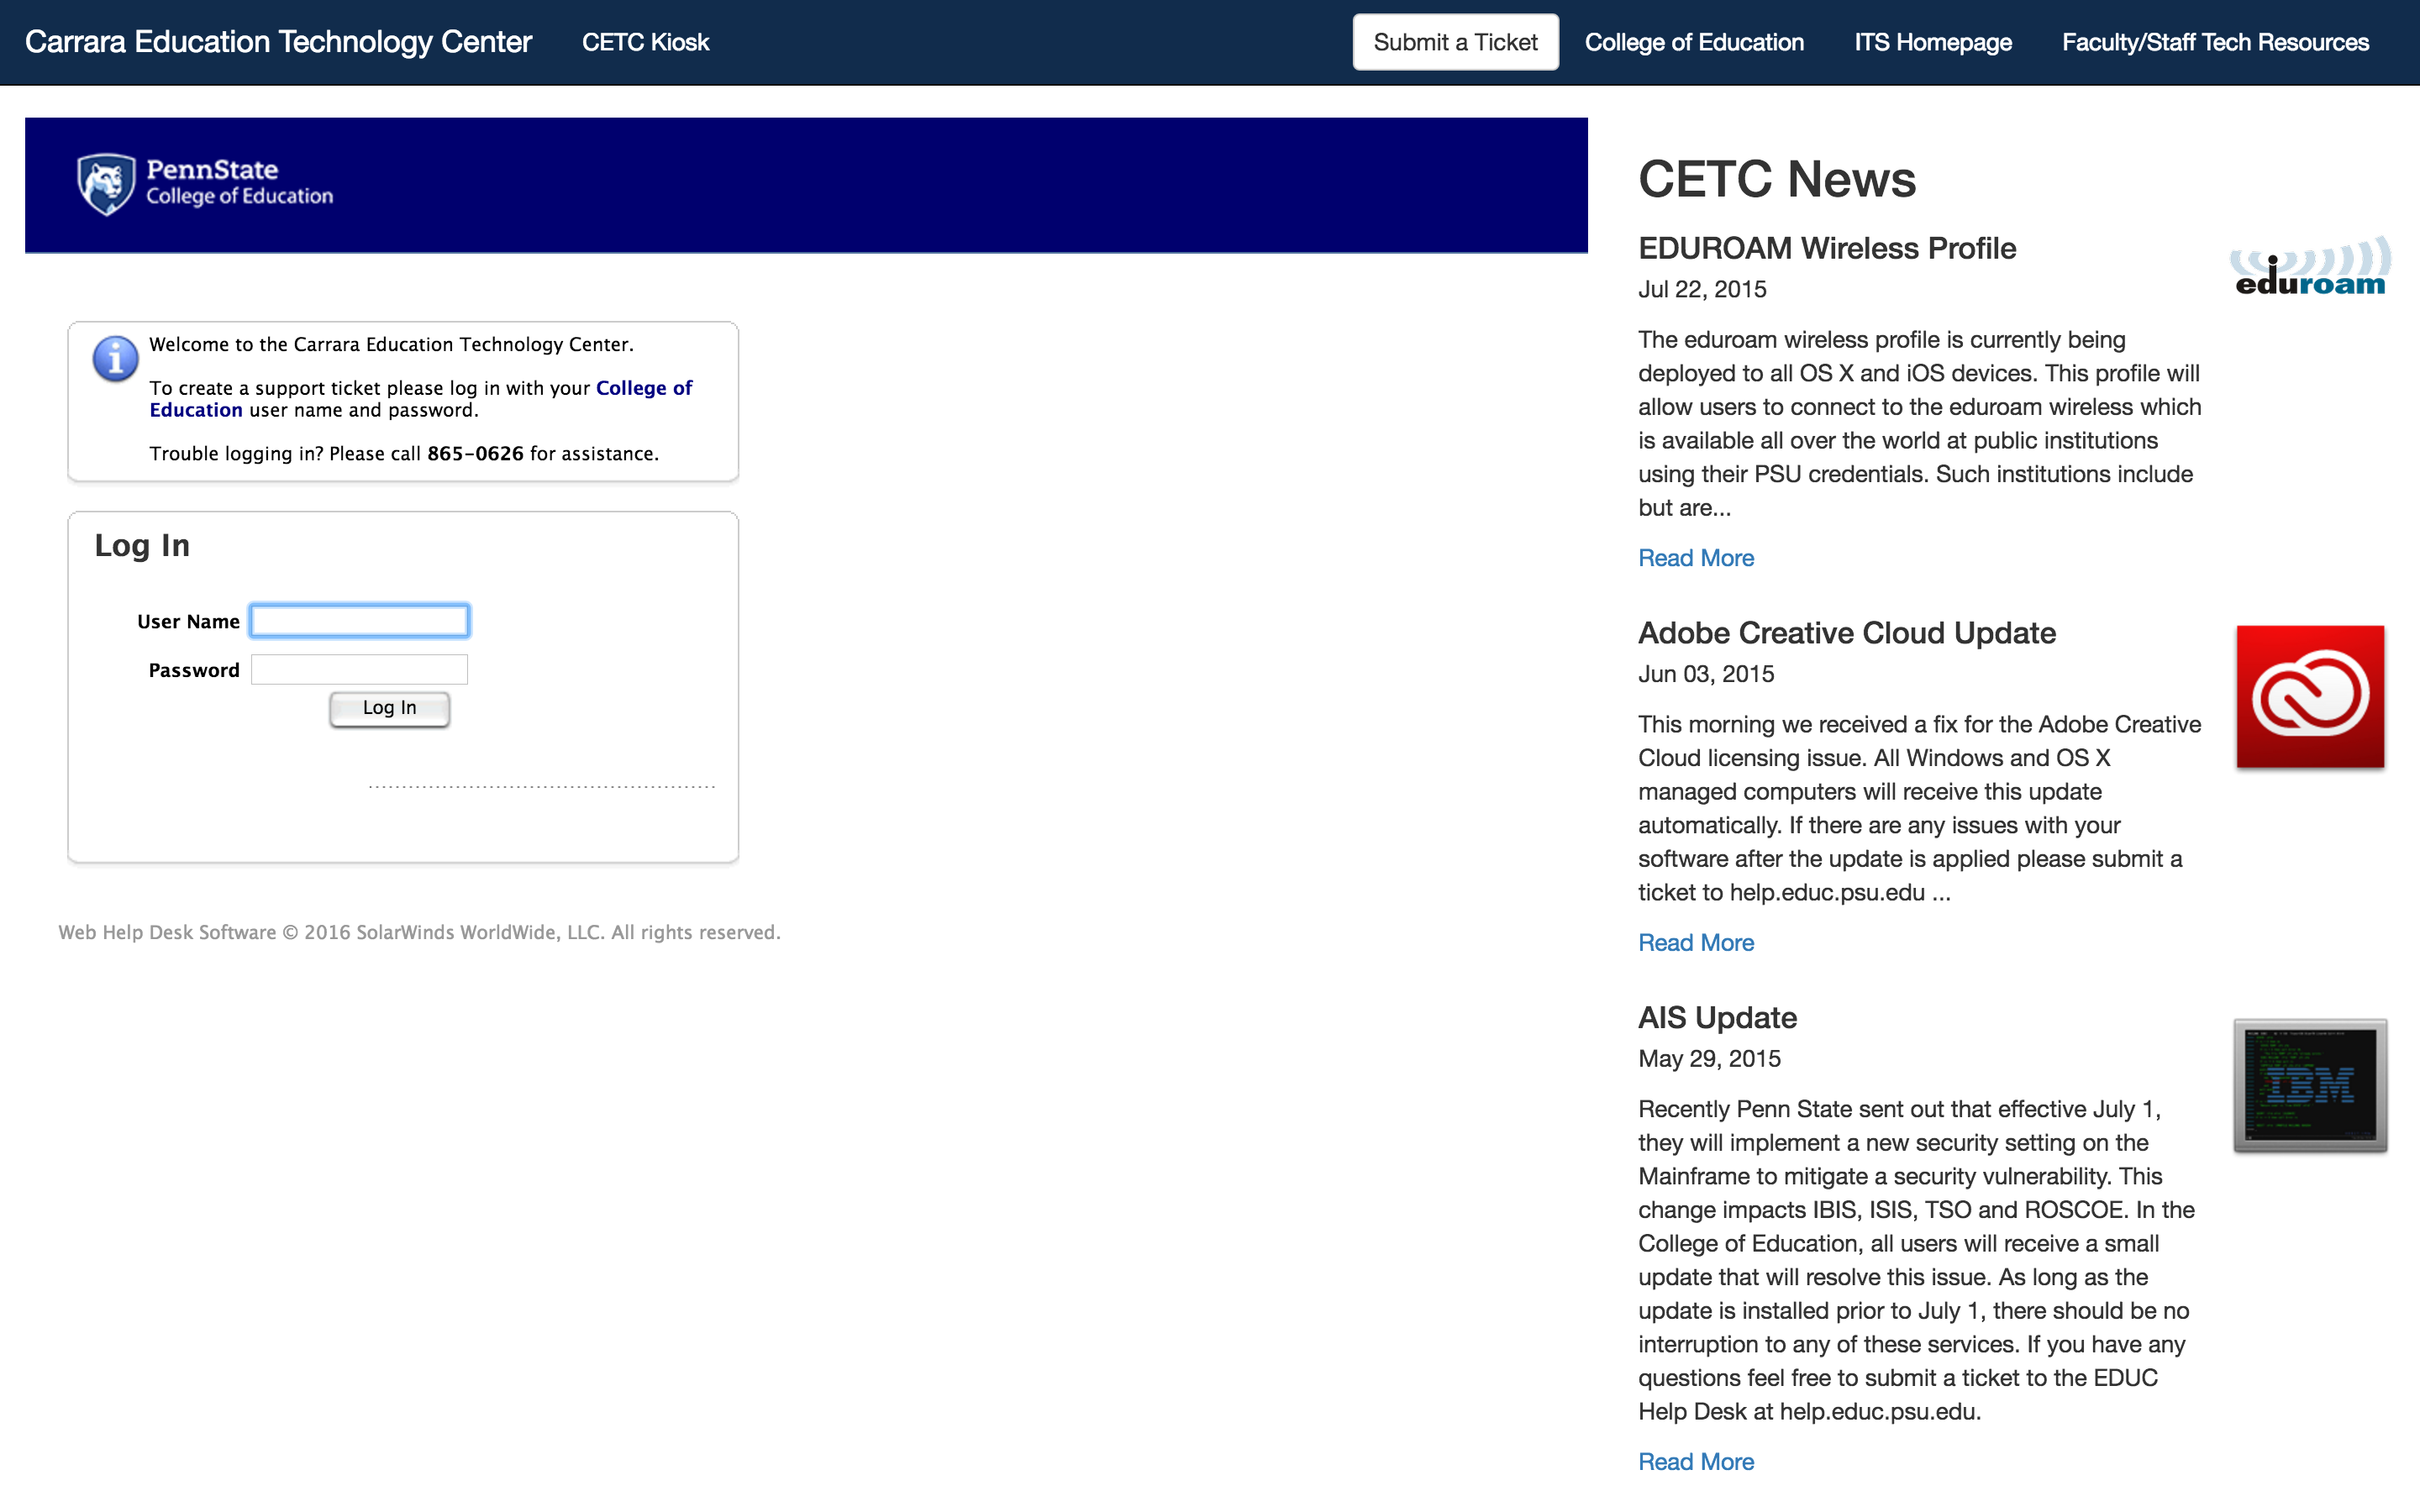 Carrara Education Technology Center
CETC Kiosk
Submit a Ticket
College of Education
ITS Homepage
Faculty/Staff Tech Resources
PennState
College of Education
Welcome to the Carrara Education Technology Center.
To create a support ticket please log in with your College of
Education user name and password.
Trouble logging in? Please call 865-0626 for assistance.
Log In
User Name
Password
Log In
Web Help Desk Software © 2016 SolarWinds WorldWide, LLC. All rights reserved.
CETC News
EDUROAM Wireless Profile
Jul 22, 2015
eduroam
The eduroam wireless profile is currently being
deployed to all OS X and iOS devices. This profile will
allow users to connect to the eduroam wireless which
is available all over the world at public institutions
using their PSU credentials. Such institutions include
but are...
Read More
Adobe Creative Cloud Update
Jun 03, 2015
This morning we received a fix for the Adobe Creative
Cloud licensing issue. All Windows and OS X
managed computers will receive this update
automatically. If there are any issues with your
software after the update is applied please submit a
ticket to help.educ.psu.edu ...
Read More
AIS Update
May 29, 2015
IBM
Recently Penn State sent out that effective July 1,
they will implement a new security setting on the
Mainframe to mitigate a security vulnerability. This
change impacts IBIS, ISIS, TSO and ROSCOE. In the
College of Education, all users will receive a small
update that will resolve this issue. As long as the
update is installed prior to July 1, there should be no
interruption to any of these services. If you have any
questions feel free to submit a ticket to the EDUC
Help Desk at help.educ.psu.edu.
Read More